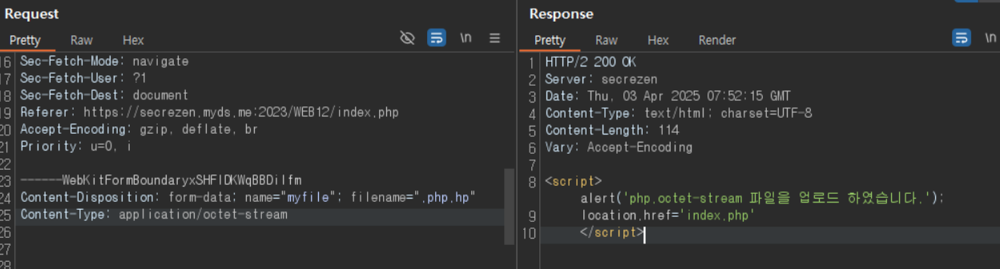 Request
Pretty Raw Hex
\n
16 Sec-Fetch-Mode: navigate
17 Sec-Fetch-User: ?1
18 Sec-Fetch-Dest: document
19 Referer: https://secrezen.myds.me:2023/WEB12/index.php
20 Accept-Encoding: gzip, deflate, br
21 Priority: u=0, i
22
23 ------WebKitFormBoundaryxSHFIDKWqBBDilfm
24 Content-Disposition: form-data; name="myfile"; filename=".php.hp"
25 Content-Type: application/octet-stream
26
27
28
Response
Pretty Raw Hex Render
\n
1 HTTP/2 200 OK
2 Server: secrezen
3 Date: Thu, 03 Apr 2025 07:52:15 GMT
4 Content-Type: text/html; charset=UTF-8
5 Content-Length: 114
6 Vary: Accept-Encoding
7
8 <script>
alert('php.octet-stream 파일을 업로드 하였습니다.');
9 location.href='index.php'
10 </script>